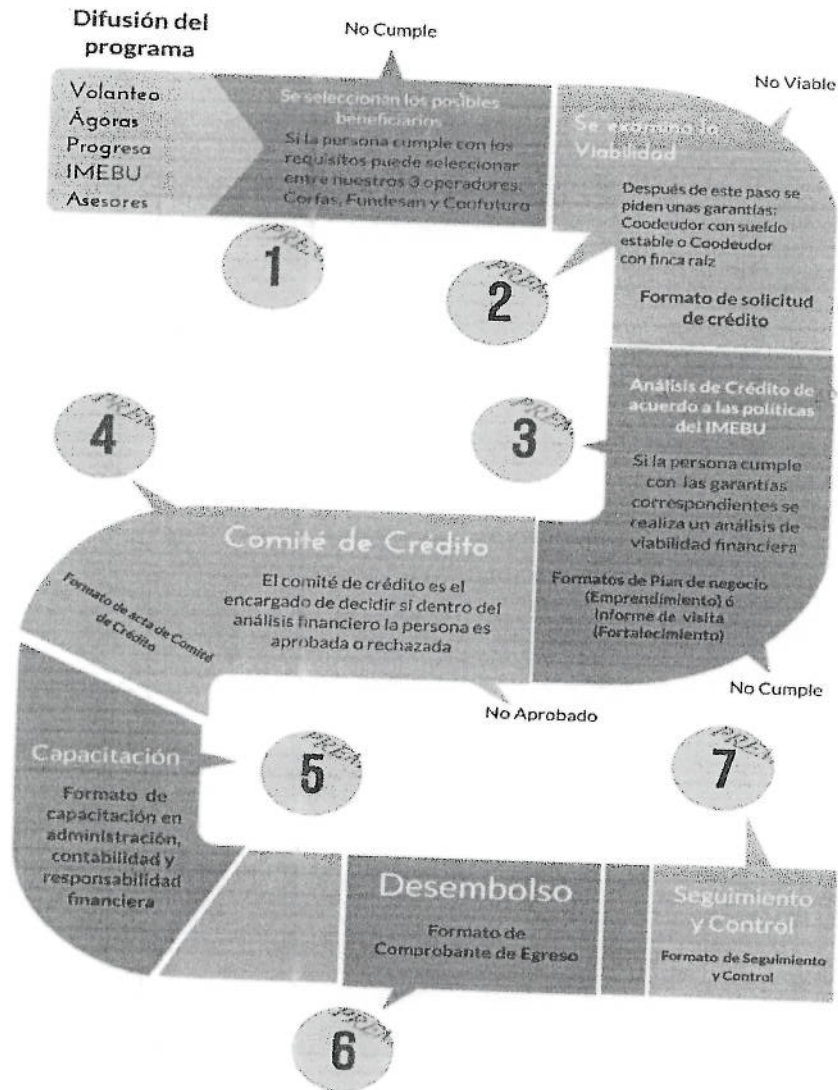 Difusión del
programa
Volanteo
Ágoras
Progresa
IMEBU
Asesores
No Cumple
Se seleccionan los posibles
beneficiarios
Si la persona cumple con los
requisitos puede seleccionar
entre nuestros 3 operadores:
Corfas, Fundesan y Coofuturo
1
No Viable
Se examina la
Viabilidad
Después de este paso se
piden unas garantías:
Coodeudor con sueldo
estable o Coodeudor
con finca raíz
Formato de solicitud
de crédito
2
Análisis de Crédito de
acuerdo a las políticas
del IMEBU
Si la persona cumple
con las garantías
correspondientes se
realiza un análisis de
viabilidad financiera
Formatos de Plan de negocio
(Emprendimiento) ó
Informe de visita
(Fortalecimiento)
3
No Cumple
4
Comité de Crédito
El comité de crédito es el
encargado de decidir si dentro del
análisis financiero la persona es
aprobada o rechazada
Formato de acta de Comité
de Crédito
No Aprobado
Capacitación
Formato de
capacitación en
administración,
contabilidad y
responsabilidad
financiera
5
Desembolso
Formato de
Comprobante de Egreso
6
7
Seguimiento
y Control
Formato de Seguimiento
y Control